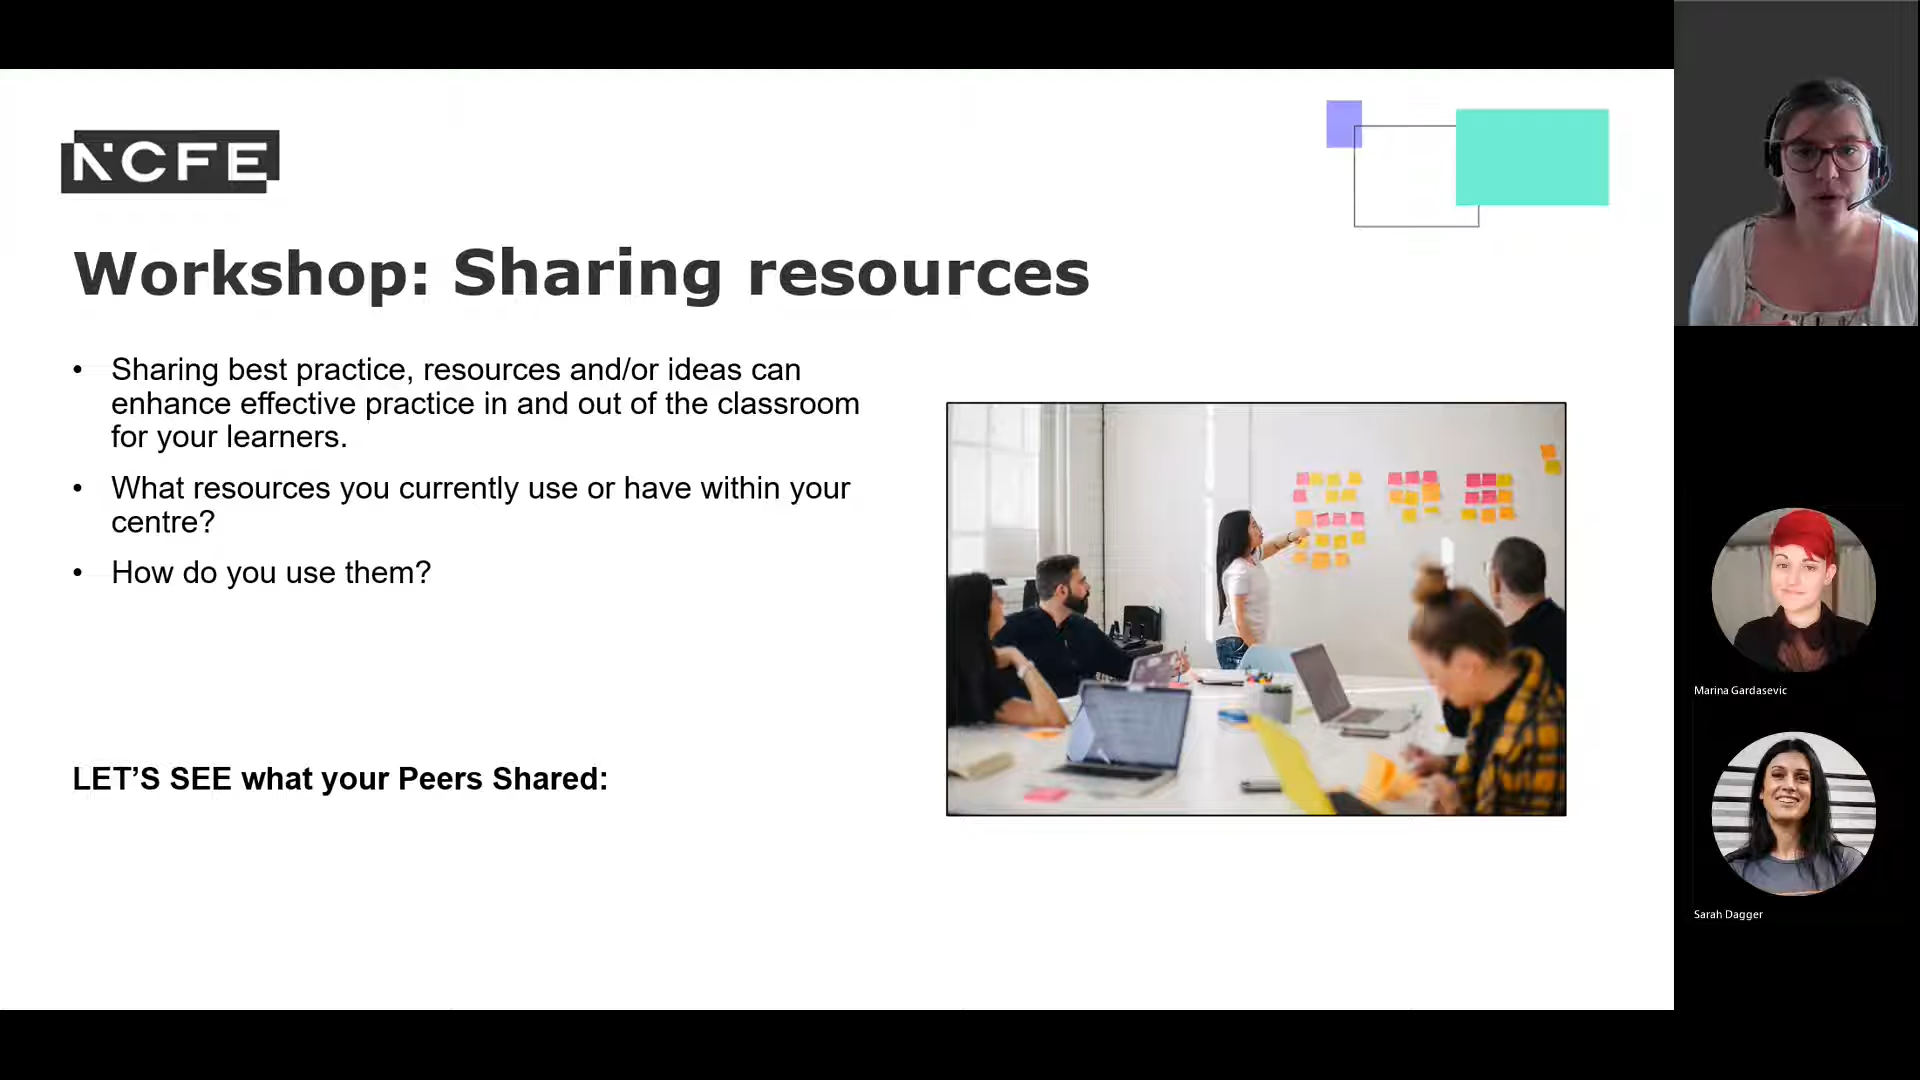 NCFE
Workshop: Sharing resources
• Sharing best practice, resources and/or ideas can
enhance effective practice in and out of the classroom
for your learners.
• What resources you currently use or have within your
centre?
• How do you use them?
LET’S SEE what your Peers Shared:
Marina Gardasevic
Sarah Dagger